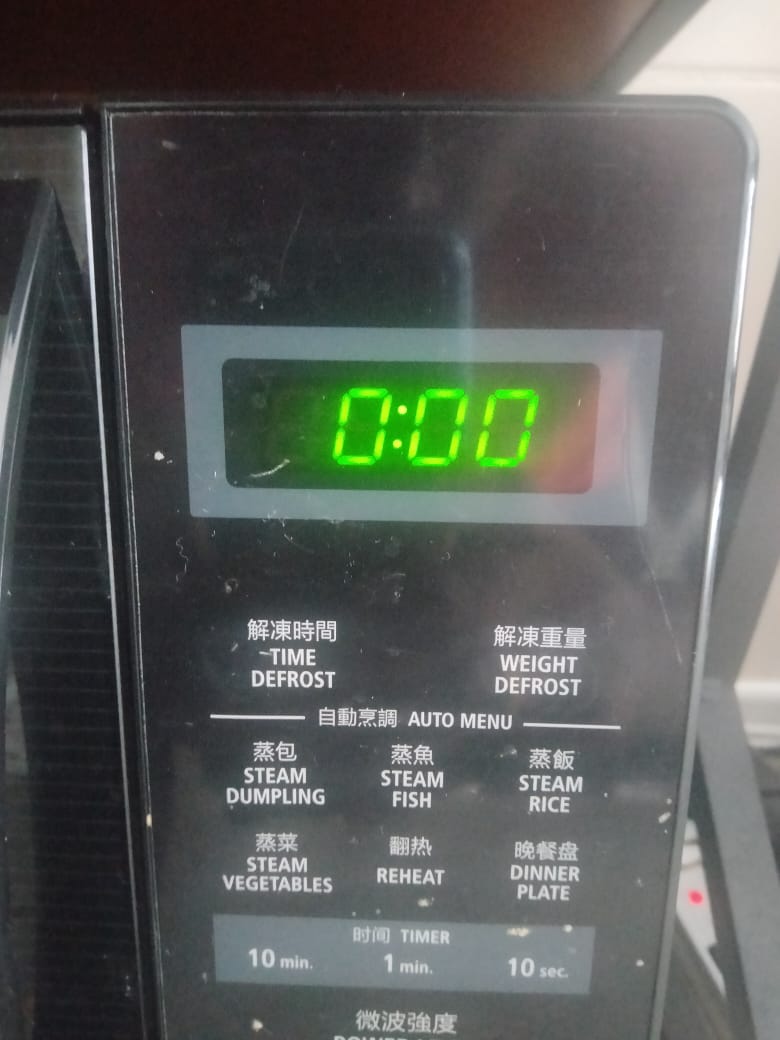 0:00
解凍時間
TIME
DEFROST
解凍重量
WEIGHT
DEFROST
自動烹調 AUTO MENU
蒸包
STEAM
DUMPLING
蒸魚
STEAM
FISH
蒸飯
STEAM
RICE
蒸菜
STEAM
VEGETABLES
翻热
REHEAT
晚餐盘
DINNER
PLATE
时间 TIMER
10 min.
1 min.
10 sec.
微波強度
POWER